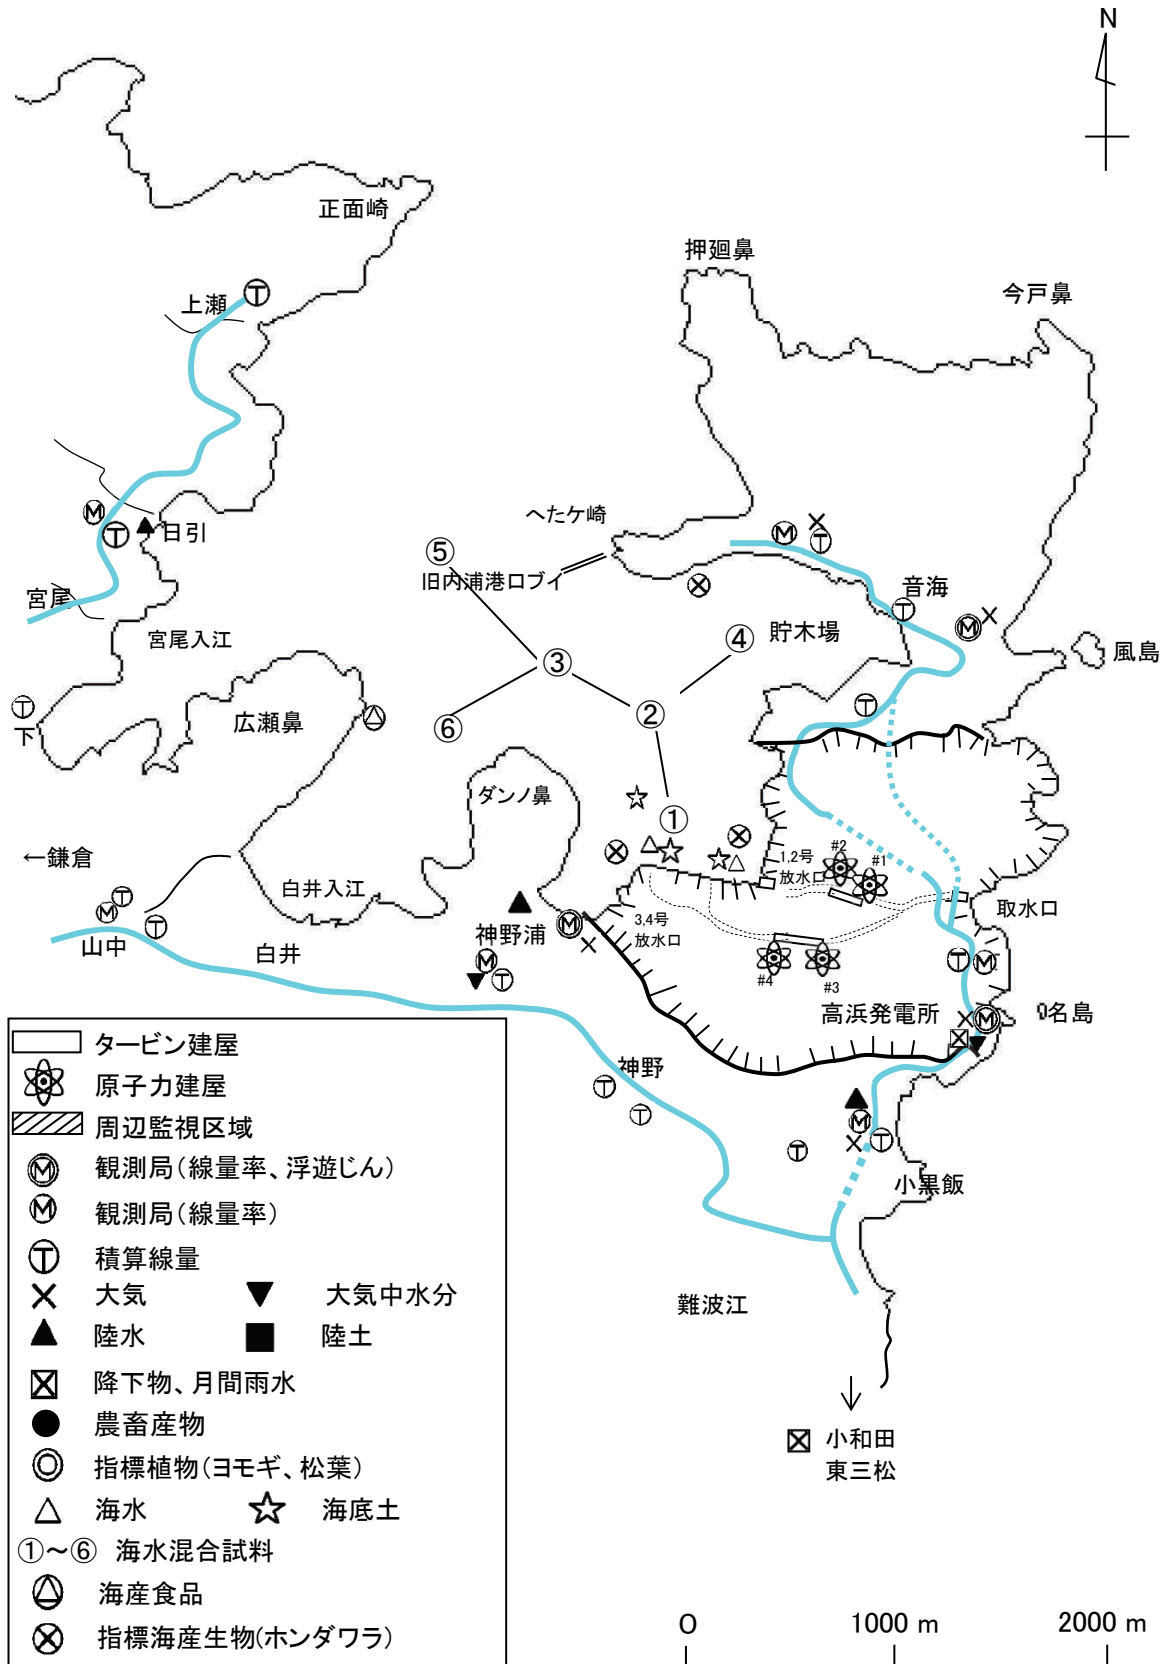 N
正面崎
押廻鼻
今戸鼻
上瀬
T
へたケ崎
M
T
日引
M
T
⑤
旧内浦港口ブイ
音海
T
M
宮尾
宮尾入江
③
④
貯木場
風島
T
下
広瀬鼻
⑥
②
T
ダンノ鼻
①
←鎌倉
白井入江
1,2号
放水口
#2
#1
取水口
T
M
T
山中
白井
神野浦
M
M
T
3,4号
放水口
#4
#3
T
M
高浜発電所
M
名島
神野
T
T
M
T
T
小黒飯
難波江
小和田
東三松
タービン建屋
原子力建屋
周辺監視区域
M 観測局(線量率、浮遊じん)
M 観測局(線量率)
T 積算線量
大気 大気中水分
陸水 陸土
降下物、月間雨水
農畜産物
指標植物(ヨモギ、松葉)
海水 海底土
①～⑥ 海水混合試料
海産食品
指標海産生物(ホンダワラ)
O 1000 m 2000 m